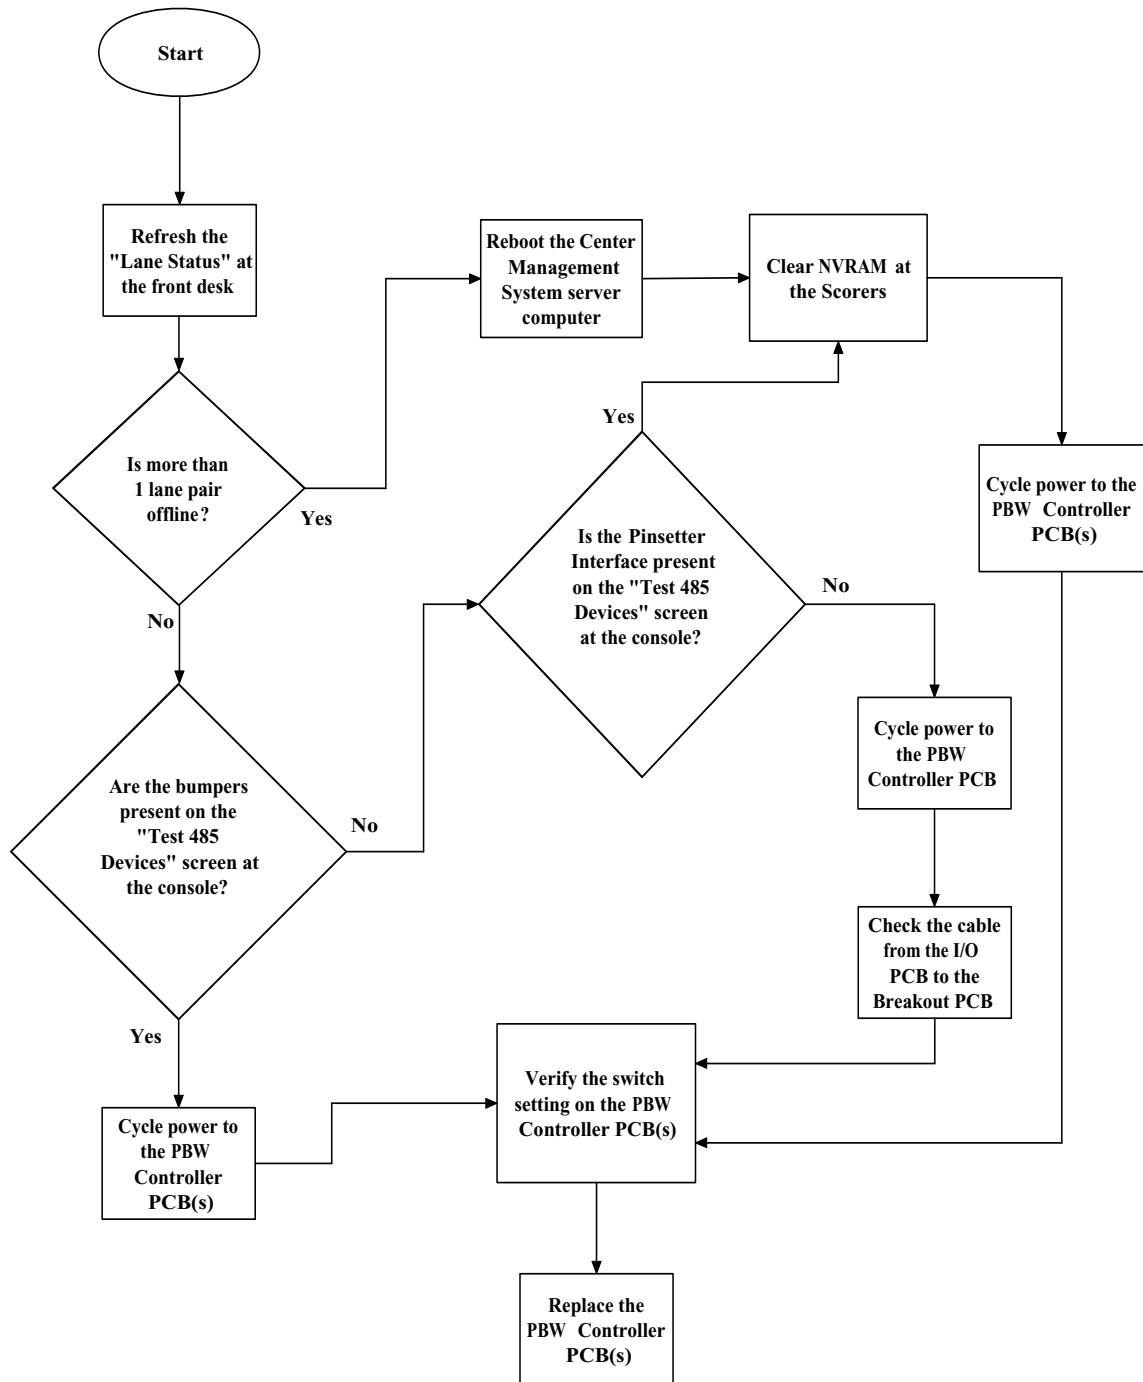 Start
Refresh the
"Lane Status" at
the front desk
Reboot the Center
Management
System server
computer
Clear NVRAM at
the Scorers
Is more than
1 lane pair
offline?
Yes
No
Yes
Is the Pinsetter
Interface present
on the "Test 485
Devices" screen
at the console?
No
Cycle power to the
PBW Controller
PCB(s)
Are the bumpers
present on the
"Test 485
Devices" screen at
the console?
No
Yes
Cycle power to
the PBW
Controller PCB
Check the cable
from the I/O
PCB to the
Breakout PCB
Cycle power to
the PBW
Controller
PCB(s)
Verify the switch
setting on the PBW
Controller PCB(s)
Replace the
PBW Controller
PCB(s)